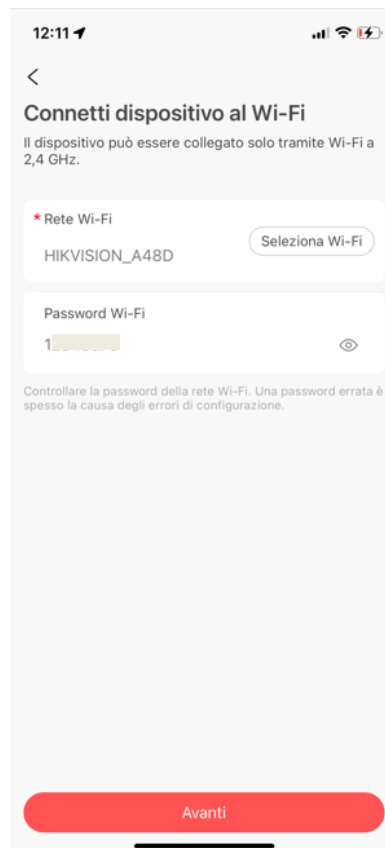 12:11
Connetti dispositivo al Wi-Fi
Il dispositivo può essere collegato solo tramite Wi-Fi a
2,4 GHz.
* Rete Wi-Fi
Seleziona Wi-Fi
HIKVISION_A48D
Password Wi-Fi
1
Controllare la password della rete Wi-Fi. Una password errata è
spesso la causa degli errori di configurazione.
Avanti